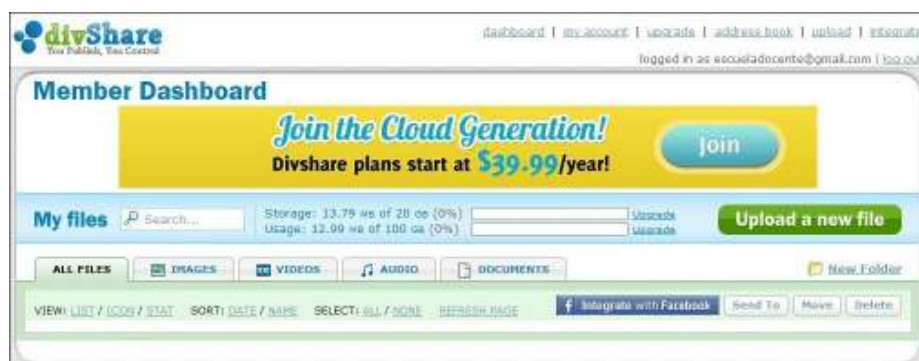 divShare
You Publish, You Control
dashboard | my account | upgrade | address book | upload | integrate
logged in as escueladocente@gmail.com | log out
Member Dashboard
Join the Cloud Generation!
Divshare plans start at $39.99/year!
Join
My files
Search...
Storage: 13.79 MB of 20 GB (0%) Upgrade
Usage: 12.99 MB of 100 GB (0%) Upgrade
Upload a new file
ALL FILES IMAGES VIDEOS AUDIO DOCUMENTS New Folder
VIEW: LIST / ICON / STAT SORT: DATE / NAME SELECT: ALL / NONE REFRESH PAGE Integrate with Facebook Send To Move Delete